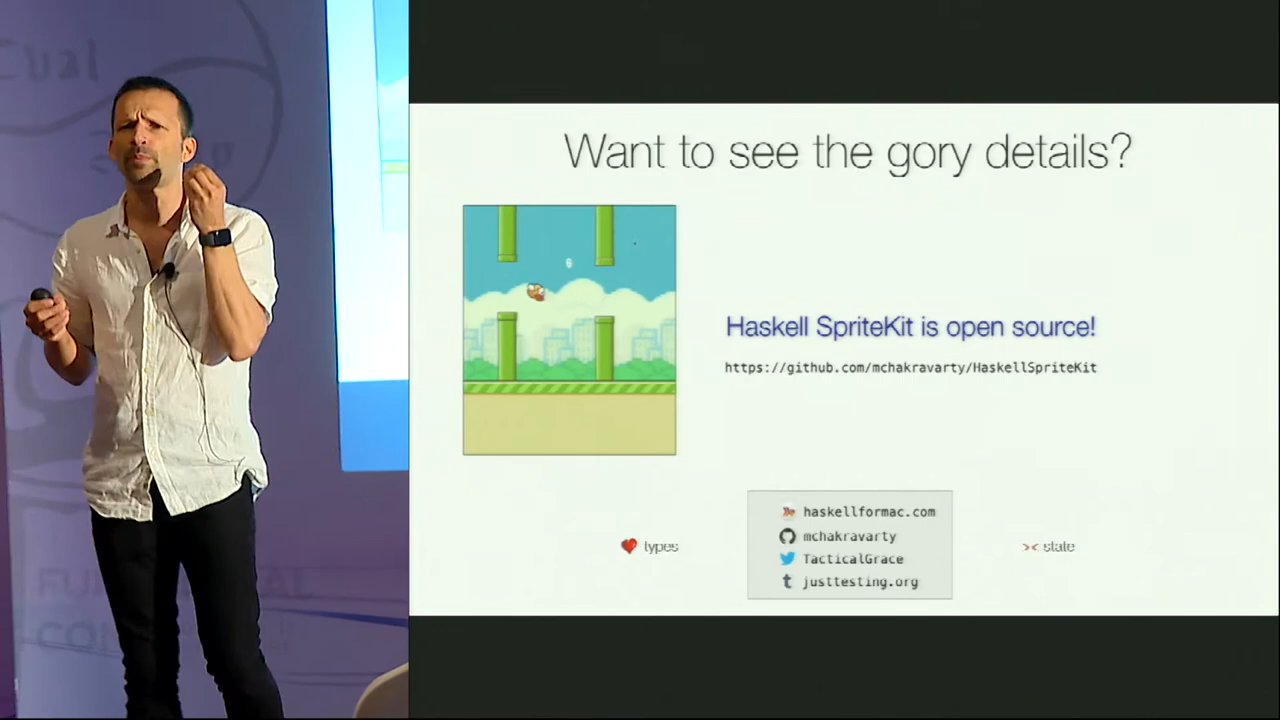 Want to see the gory details?
Haskell SpriteKit is open source!
https://github.com/mchakravarty/HaskellSpriteKit
haskellformac.com
mchakravarty
types
state
TacticalGrace
justtesting.org